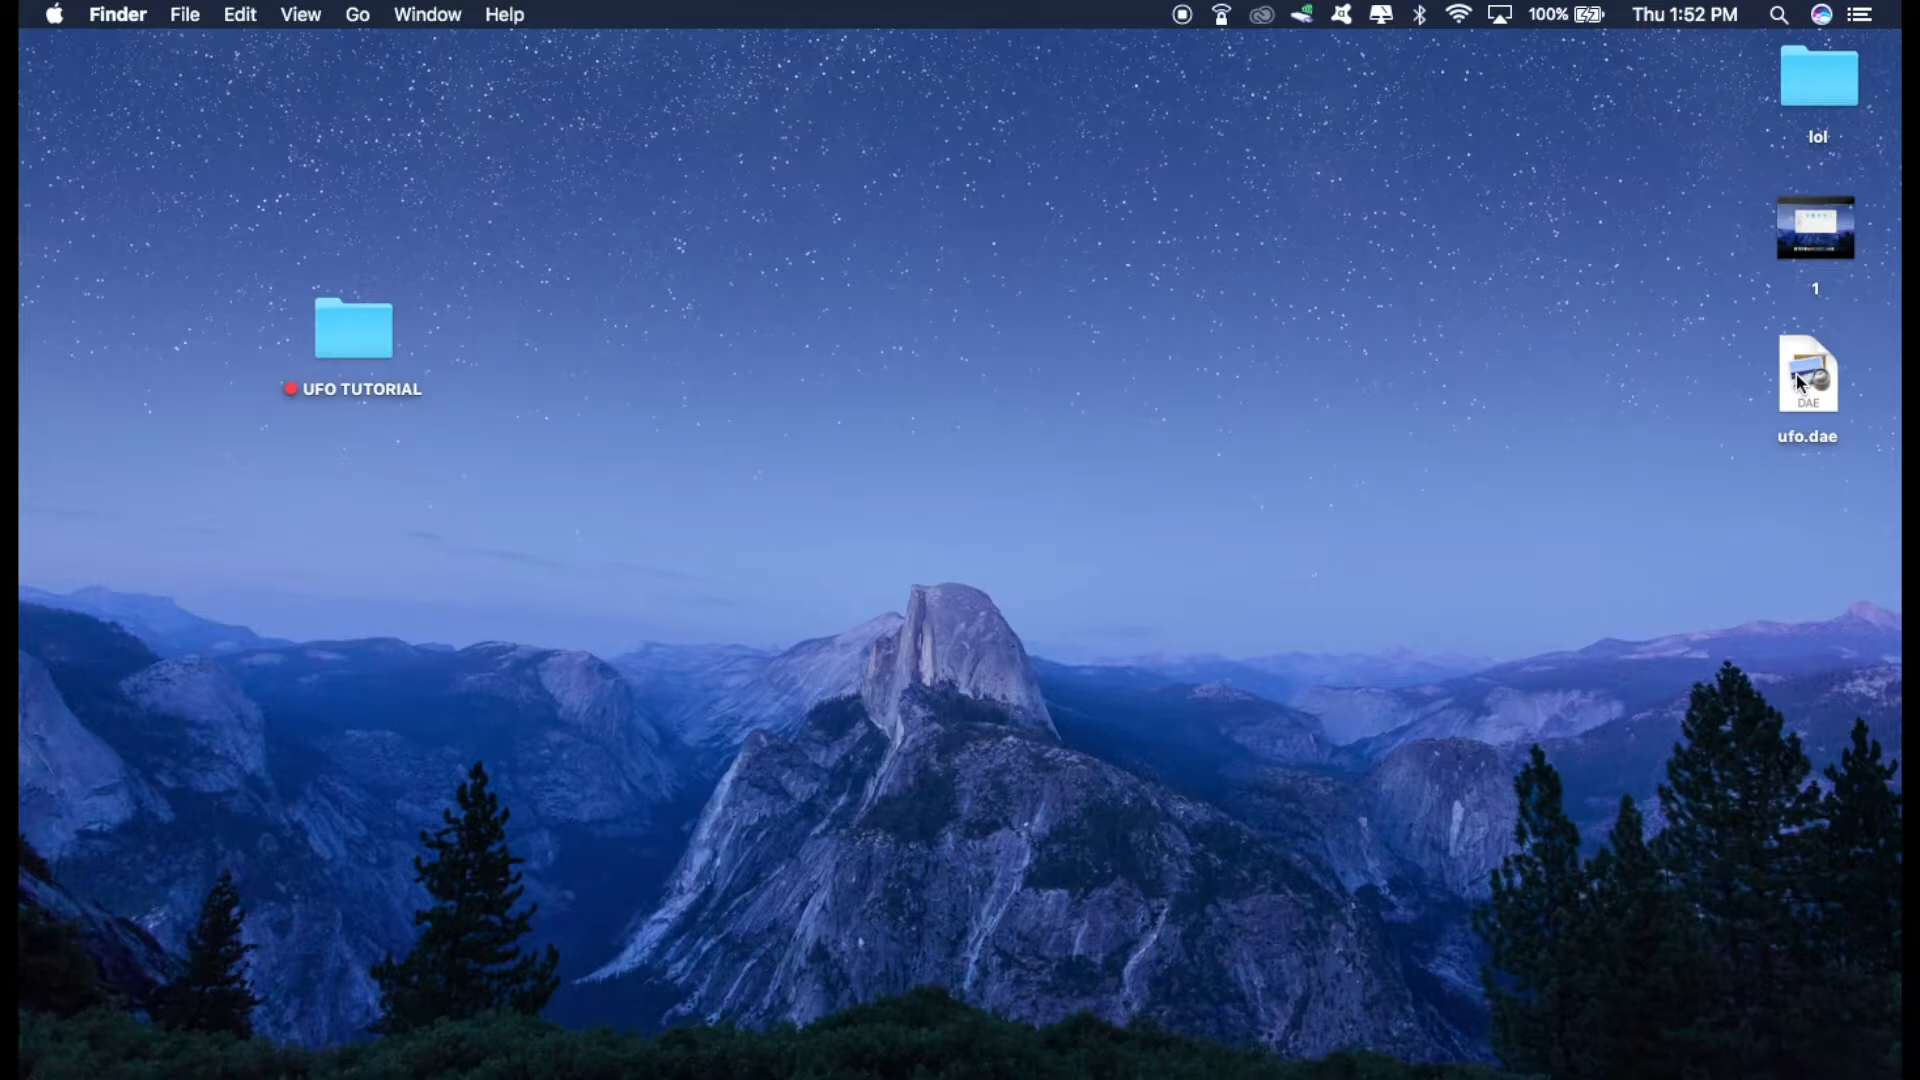 Finder File Edit View Go Window Help 100% Thu 1:52 PM
lol
1
UFO TUTORIAL
DAE
ufo.dae